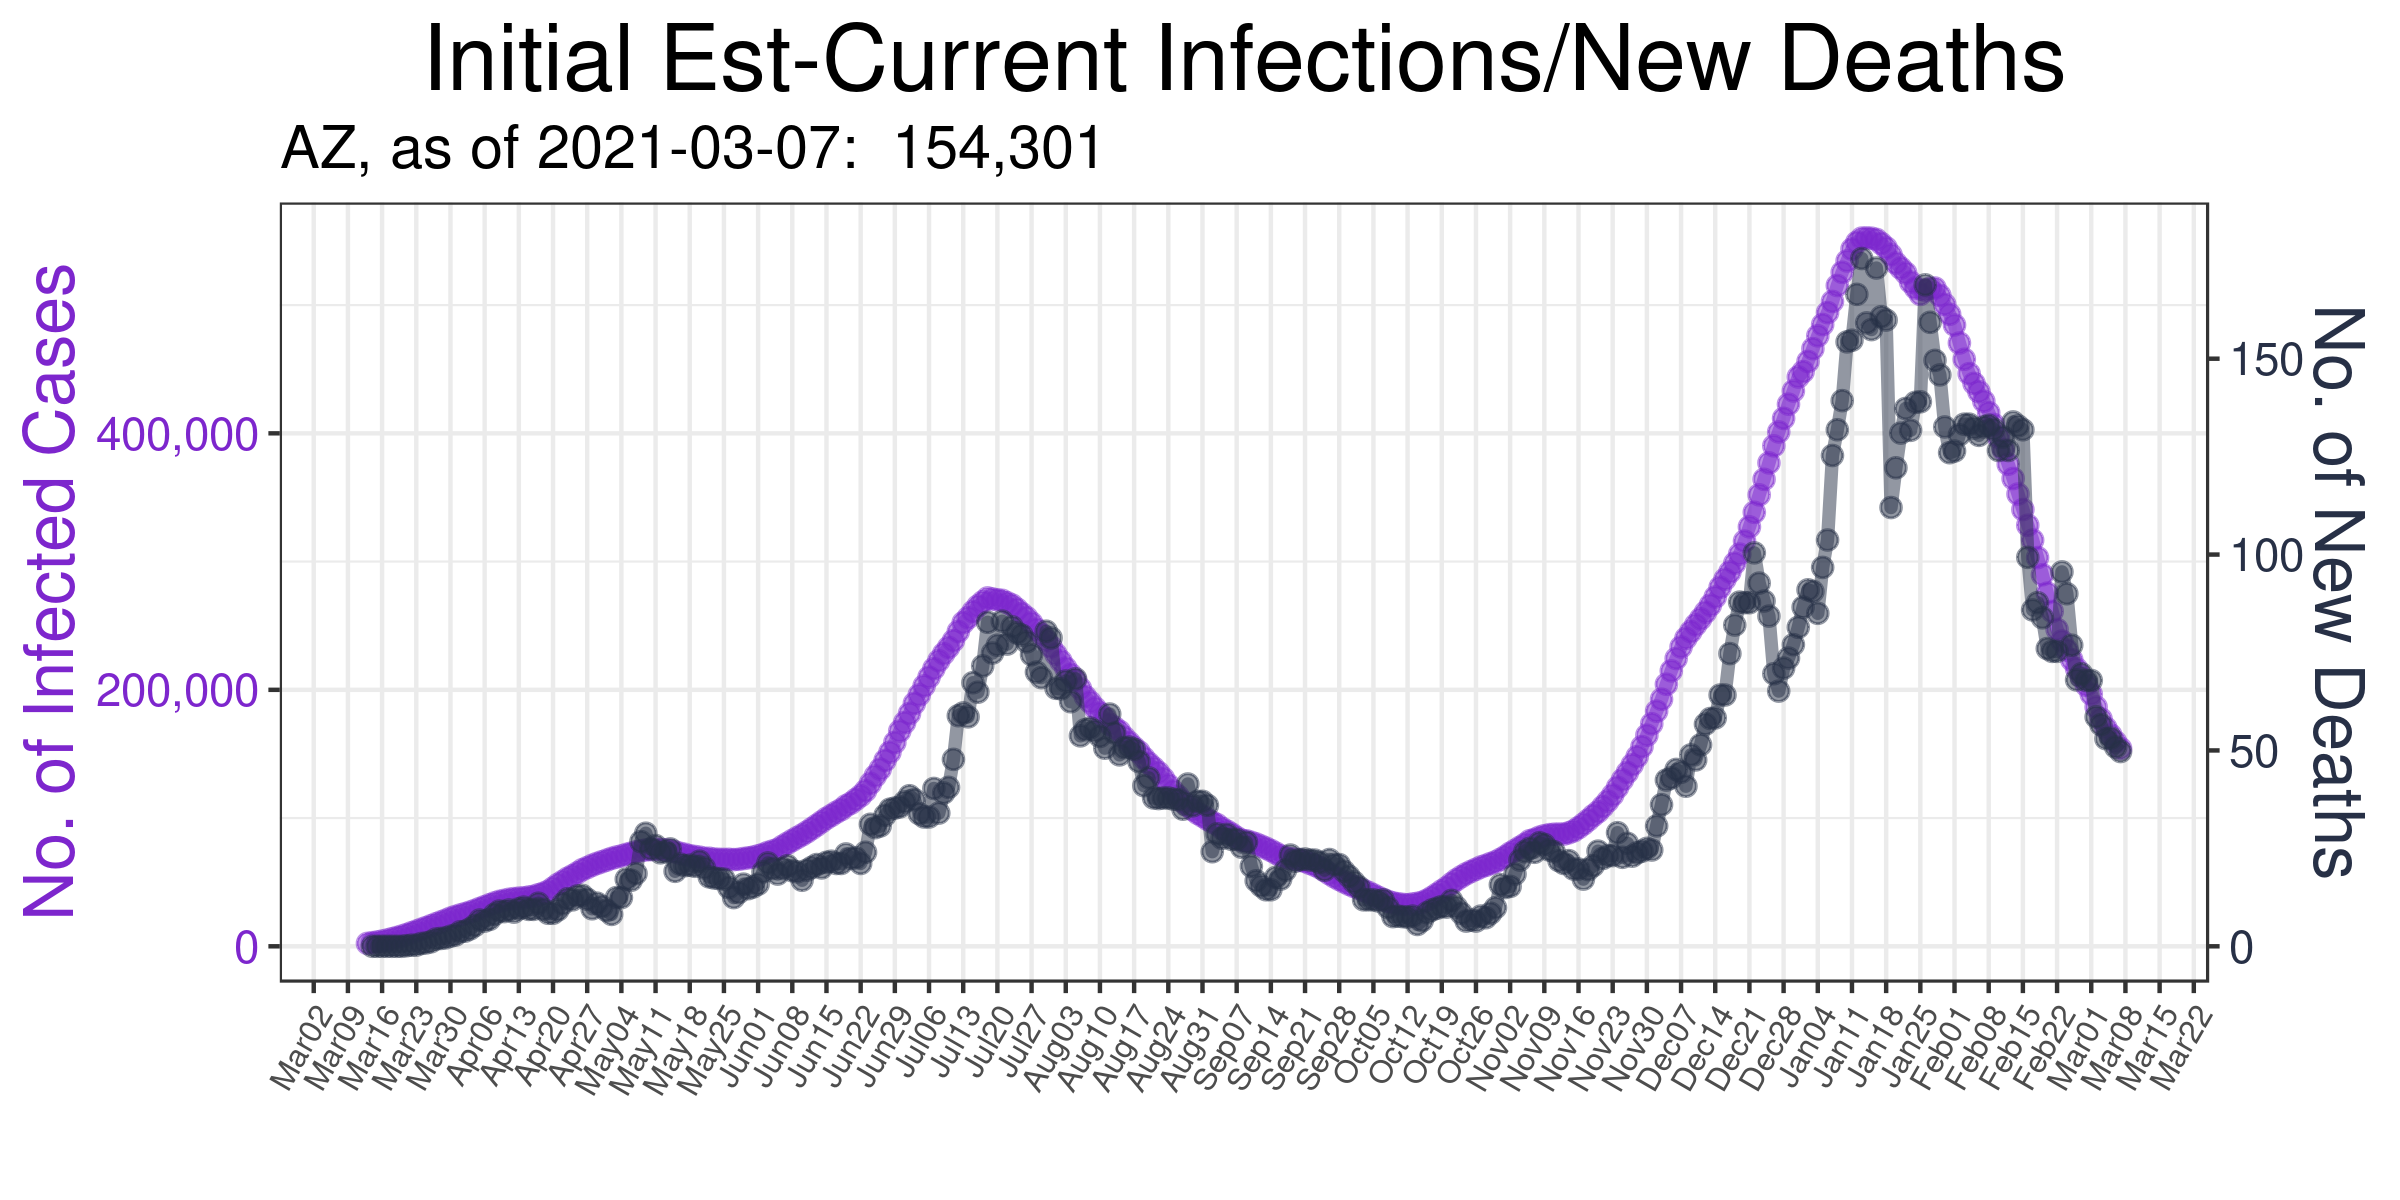 Initial Est-Current Infections/New Deaths
AZ, as of 2021-03-07:  154,301
No. of Infected Cases
400,000
200,000
0
150
100
50
0
No. of New Deaths
Mar02
Mar09
Mar16
Mar23
Mar30
Apr06
Apr13
Apr20
Apr27
May04
May11
May18
May25
Jun01
Jun08
Jun15
Jun22
Jun29
Jul06
Jul13
Jul20
Jul27
Aug03
Aug10
Aug17
Aug24
Aug31
Sep07
Sep14
Sep21
Sep28
Oct05
Oct12
Oct19
Oct26
Nov02
Nov09
Nov16
Nov23
Nov30
Dec07
Dec14
Dec21
Dec28
Jan04
Jan11
Jan18
Jan25
Feb01
Feb08
Feb15
Feb22
Mar01
Mar08
Mar15
Mar22